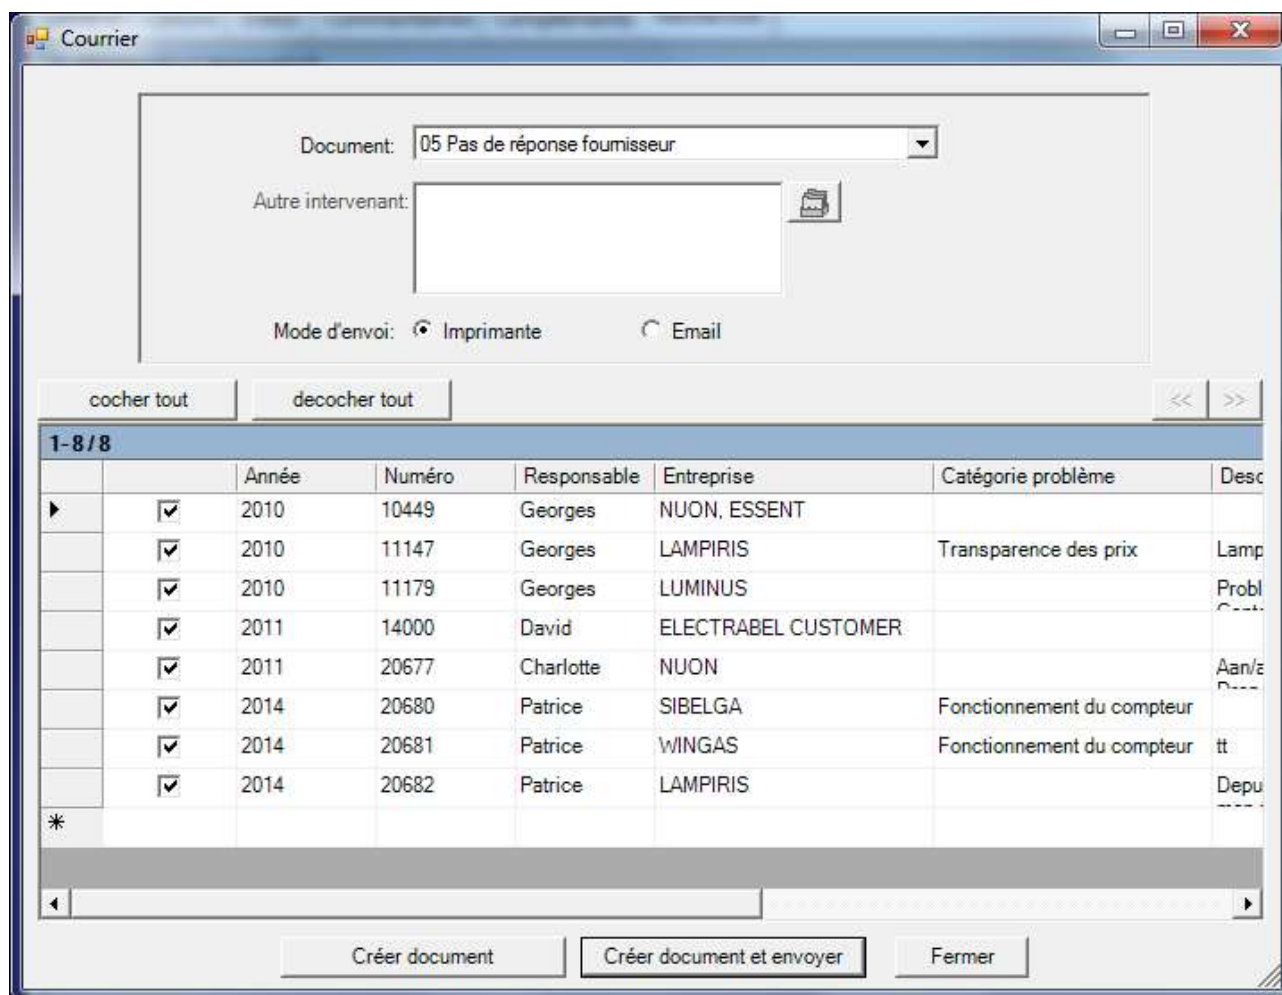 Courrier
Document: 05 Pas de réponse fournisseur
Autre intervenant:
Mode d'envoi: Imprimante Email
cocher tout decocher tout << >>
1-8/8
Année Numéro Responsable Entreprise Catégorie problème Desc
2010 10449 Georges NUON, ESSENT
2010 11147 Georges LAMPIRIS Transparence des prix Lamp
2010 11179 Georges LUMINUS Probl
2011 14000 David ELECTRABEL CUSTOMER
2011 20677 Charlotte NUON Aan/a
2014 20680 Patrice SIBELGA Fonctionnement du compteur
2014 20681 Patrice WINGAS Fonctionnement du compteur tt
2014 20682 Patrice LAMPIRIS Depu
Créer document Créer document et envoyer Fermer